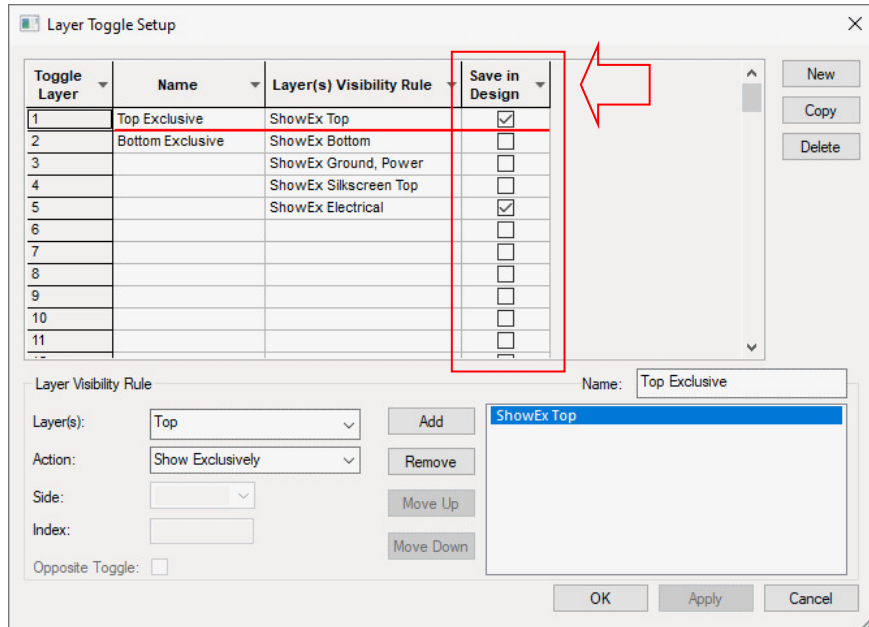 Layer Toggle Setup
Toggle Layer Name Layer(s) Visibility Rule Save in Design
1 Top Exclusive ShowEx Top
2 Bottom Exclusive ShowEx Bottom
3 ShowEx Ground, Power
4 ShowEx Silkscreen Top
5 ShowEx Electrical
6
7
8
9
10
11
New
Copy
Delete
Layer Visibility Rule
Name: Top Exclusive
Layer(s): Top
Add
ShowEx Top
Action: Show Exclusively
Remove
Side:
Move Up
Index:
Move Down
Opposite Toggle:
OK Apply Cancel